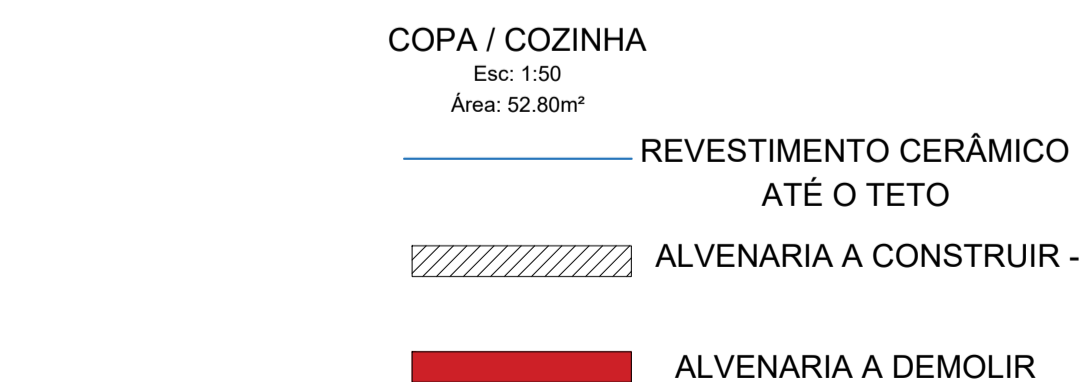 COPA / COZINHA
Esc: 1:50
Área: 52.80m²
REVESTIMENTO CERÂMICO
ATÉ O TETO
ALVENARIA A CONSTRUIR -
ALVENARIA A DEMOLIR